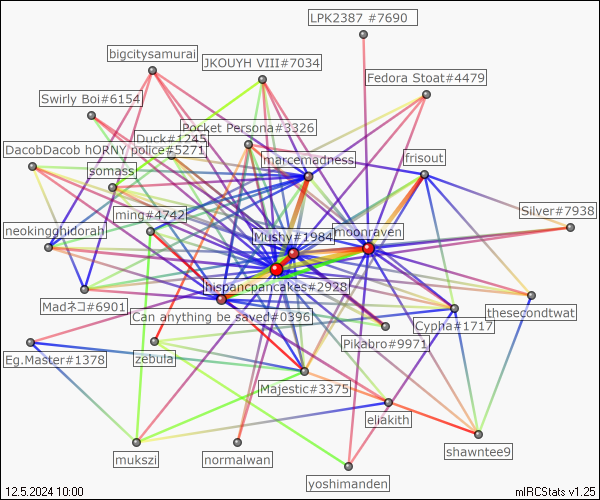 LPK2387 #7690
bigcitysamurai
JKOUYH VIII#7034
Fedora Stoat#4479
Swirly Boi#6154
Pocket Persona#3326
Duck#1245
DacobDacob hORNY police#5271
marcemadness
frisout
somass
Silver#7938
ming#4742
neokingghidorah
Mushy#1984
moonraven
hispancpancakes#2928
Madネコ#6901
thesecondtwat
Can anything be saved#0396
Cypha#1717
Pikabro#9971
Eg.Master#1378
zebula
Majestic#3375
eliakith
shawntee9
mukszi
normalwan
yoshimanden
12.5.2024 10:00
mIRCStats v1.25